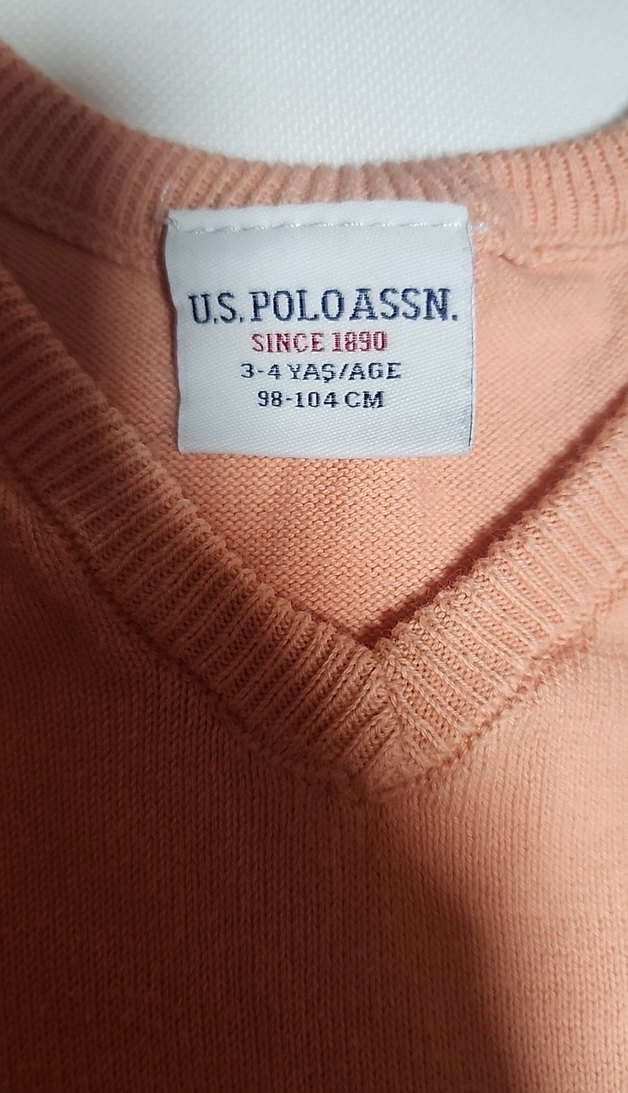 U.S. POLO ASSN.
SINCE 1890
3-4 YAŞ/AGE
98-104 CM